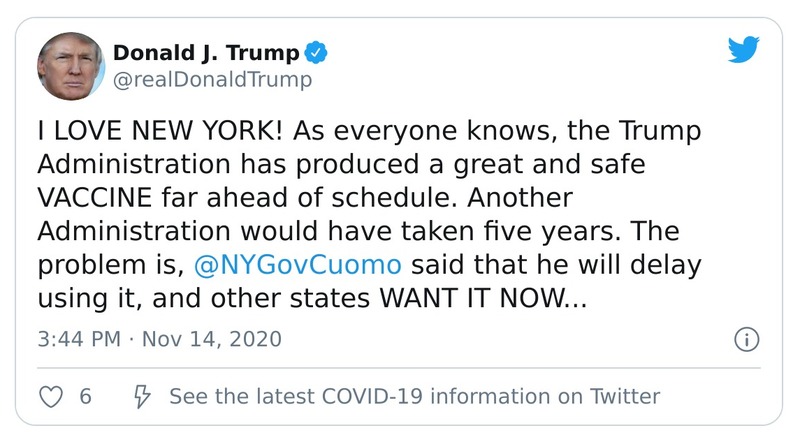 Donald J. Trump
@realDonaldTrump
I LOVE NEW YORK! As everyone knows, the Trump
Administration has produced a great and safe
VACCINE far ahead of schedule. Another
Administration would have taken five years. The
problem is, @NYGovCuomo said that he will delay
using it, and other states WANT IT NOW...
3:44 PM · Nov 14, 2020
6 See the latest COVID-19 information on Twitter